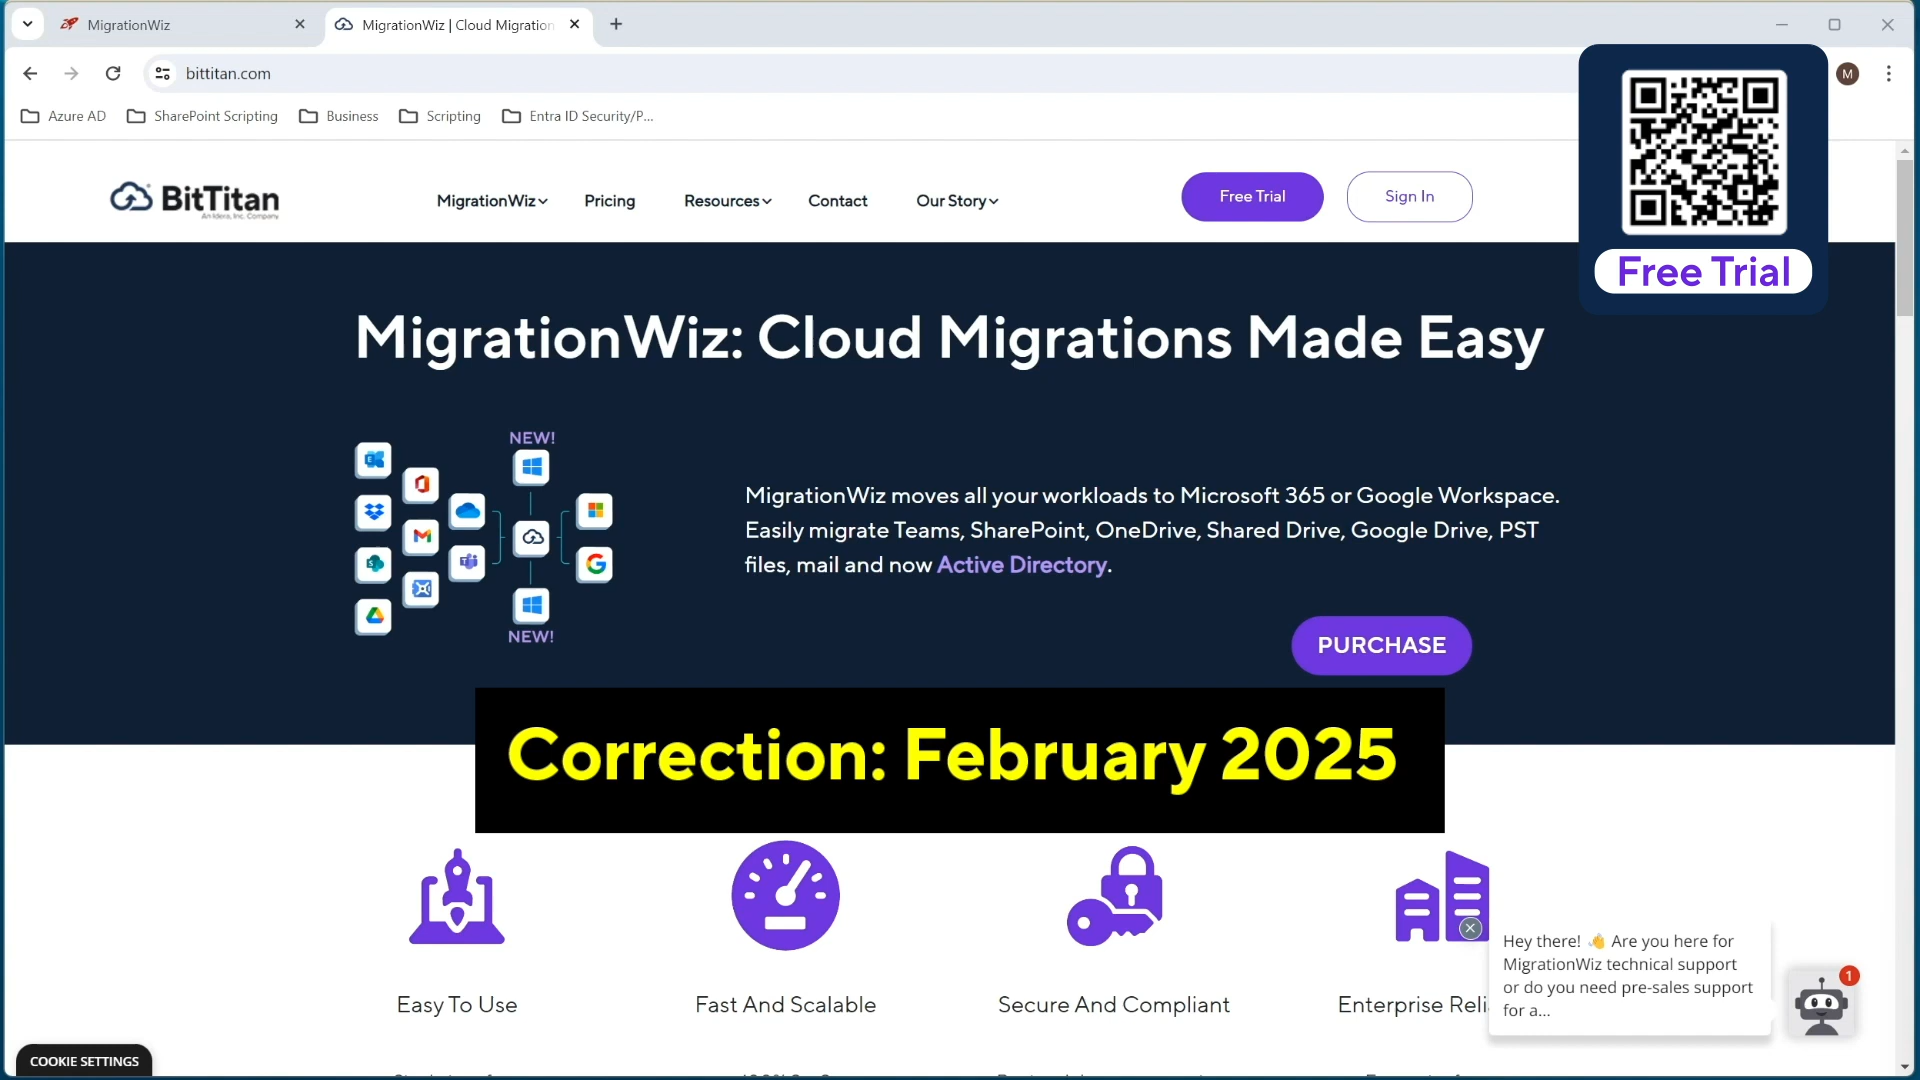 MigrationWiz
MigrationWiz | Cloud Migration
bittitan.com
M
Azure AD
SharePoint Scripting
Business
Scripting
Entra ID Security/P...
BitTitan
An Idera, Inc. Company
MigrationWiz
Pricing
Resources
Contact
Our Story
Free Trial
Sign In
Free Trial
MigrationWiz: Cloud Migrations Made Easy
NEW!
NEW!
MigrationWiz moves all your workloads to Microsoft 365 or Google Workspace.
Easily migrate Teams, SharePoint, OneDrive, Shared Drive, Google Drive, PST
files, mail and now Active Directory.
PURCHASE
Correction: February 2025
Easy To Use
Fast And Scalable
Secure And Compliant
Enterprise Reli
Hey there! 👋 Are you here for
MigrationWiz technical support
or do you need pre-sales support
for a...
1
COOKIE SETTINGS